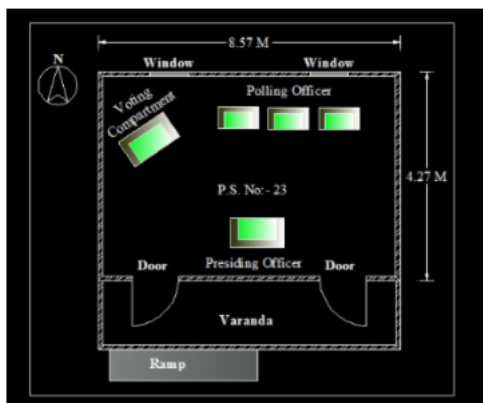 8.57 M
N
Window
Window
Voting
Compartment
Polling Officer
4.27 M
P.S. No:- 23
Presiding Officer
Door
Door
Varanda
Ramp